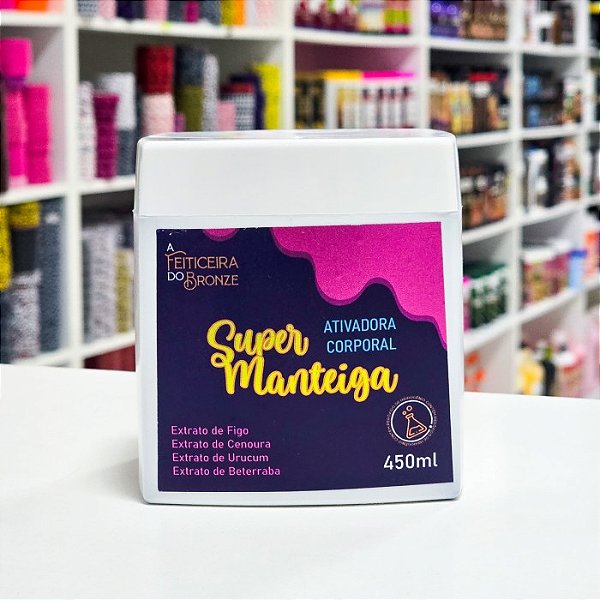 A
FEITICEIRA
DO BRONZE
ATIVADORA
CORPORAL
Super
Manteiga
Extrato de Figo
Extrato de Cenoura
Extrato de Urucum
Extrato de Beterraba
450ml